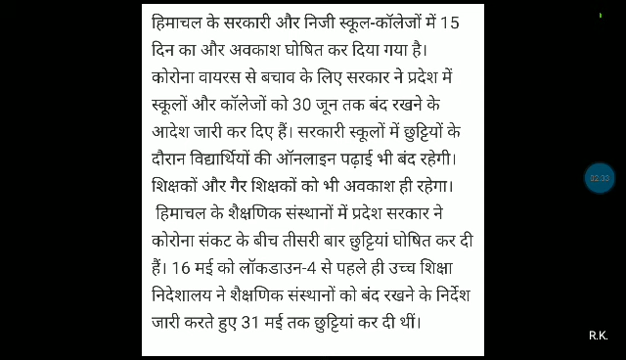 हिमाचल के सरकारी और निजी स्कूल-कॉलेजों में 15
दिन का और अवकाश घोषित कर दिया गया है।
कोरोना वायरस से बचाव के लिए सरकार ने प्रदेश में
स्कूलों और कॉलेजों को 30 जून तक बंद रखने के
आदेश जारी कर दिए हैं। सरकारी स्कूलों में छुट्टियों के
दौरान विद्यार्थियों की ऑनलाइन पढ़ाई भी बंद रहेगी।
शिक्षकों और गैर शिक्षकों को भी अवकाश ही रहेगा।
हिमाचल के शैक्षणिक संस्थानों में प्रदेश सरकार ने
कोरोना संकट के बीच तीसरी बार छुट्टियां घोषित कर दी
हैं। 16 मई को लॉकडाउन-4 से पहले ही उच्च शिक्षा
निदेशालय ने शैक्षणिक संस्थानों को बंद रखने के निर्देश
जारी करते हुए 31 मई तक छुट्टियां कर दी थीं।
02:33
R.K.